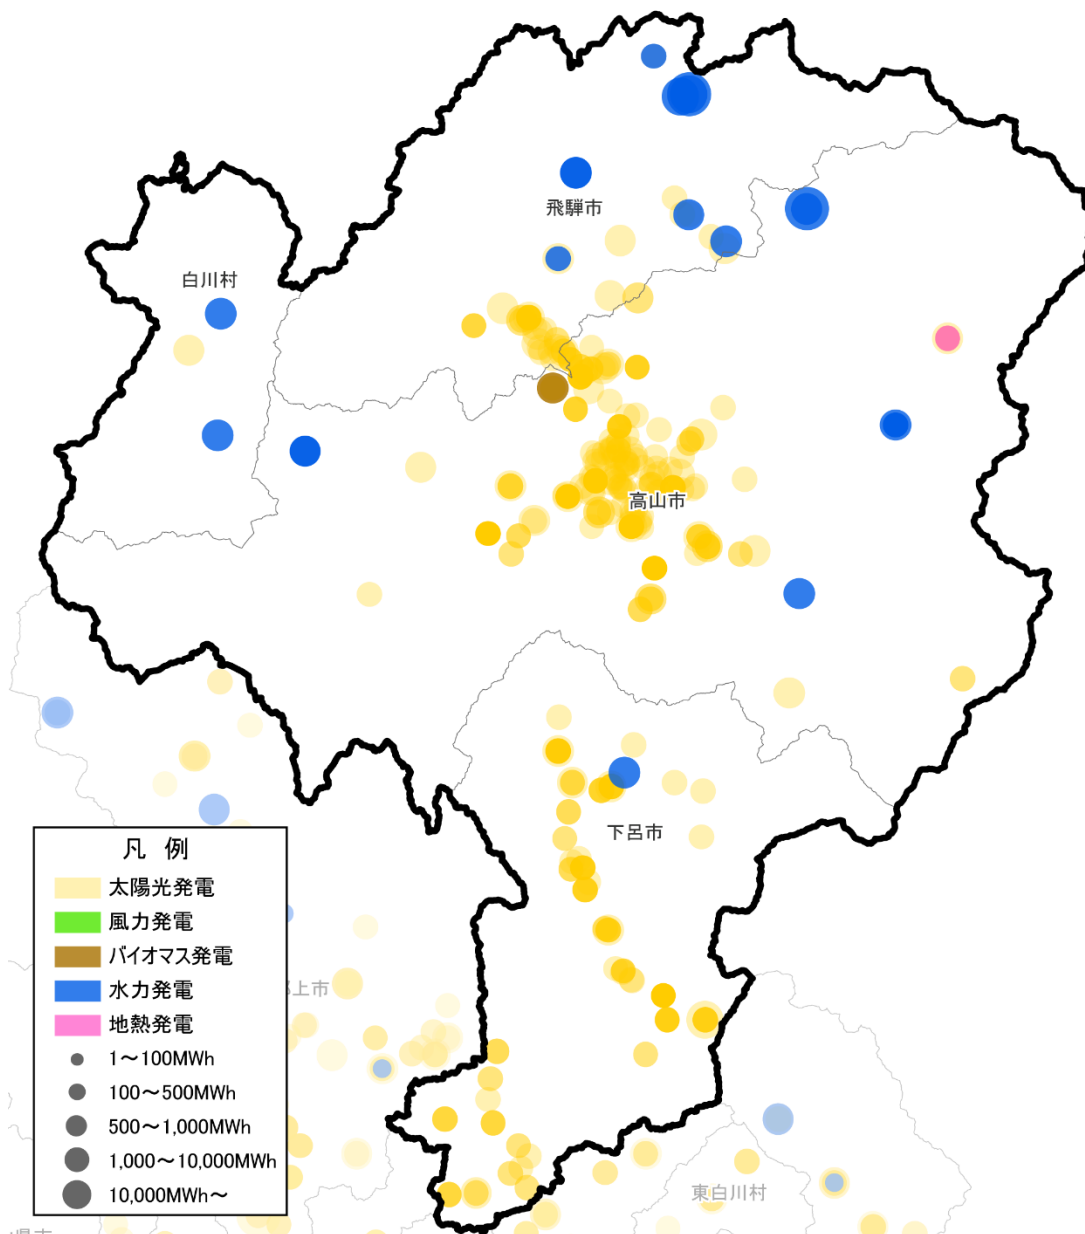 飛騨市
白川村
高山市
下呂市
凡 例
太陽光発電
風力発電
バイオマス発電
水力発電
地熱発電
1～100MWh
100～500MWh
500～1,000MWh
1,000～10,000MWh
10,000MWh～
上市
東白川村